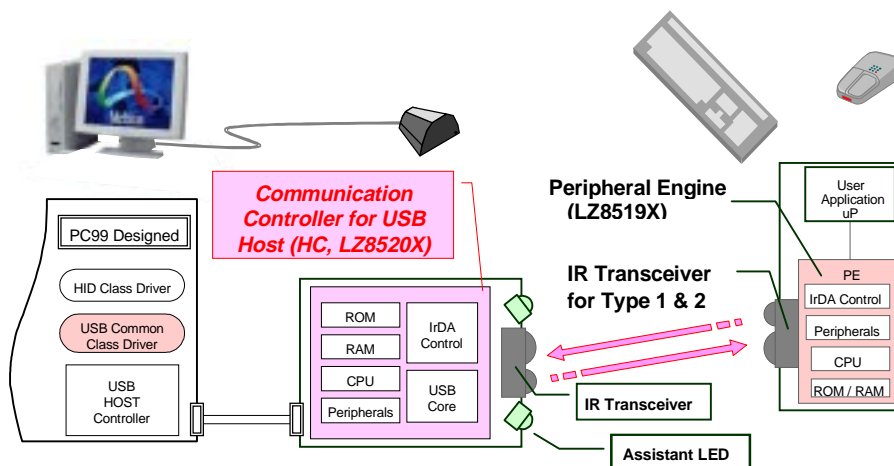 Communication
Controller for USB
Host (HC, LZ8520X)
Peripheral Engine
(LZ8519X)
IR Transceiver
for Type 1 & 2
User
Application
uP
PE
IrDA Control
Peripherals
CPU
ROM / RAM
PC99 Designed
HID Class Driver
USB Common
Class Driver
USB
HOST
Controller
ROM
RAM
CPU
Peripherals
IrDA
Control
USB
Core
IR Transceiver
Assistant LED